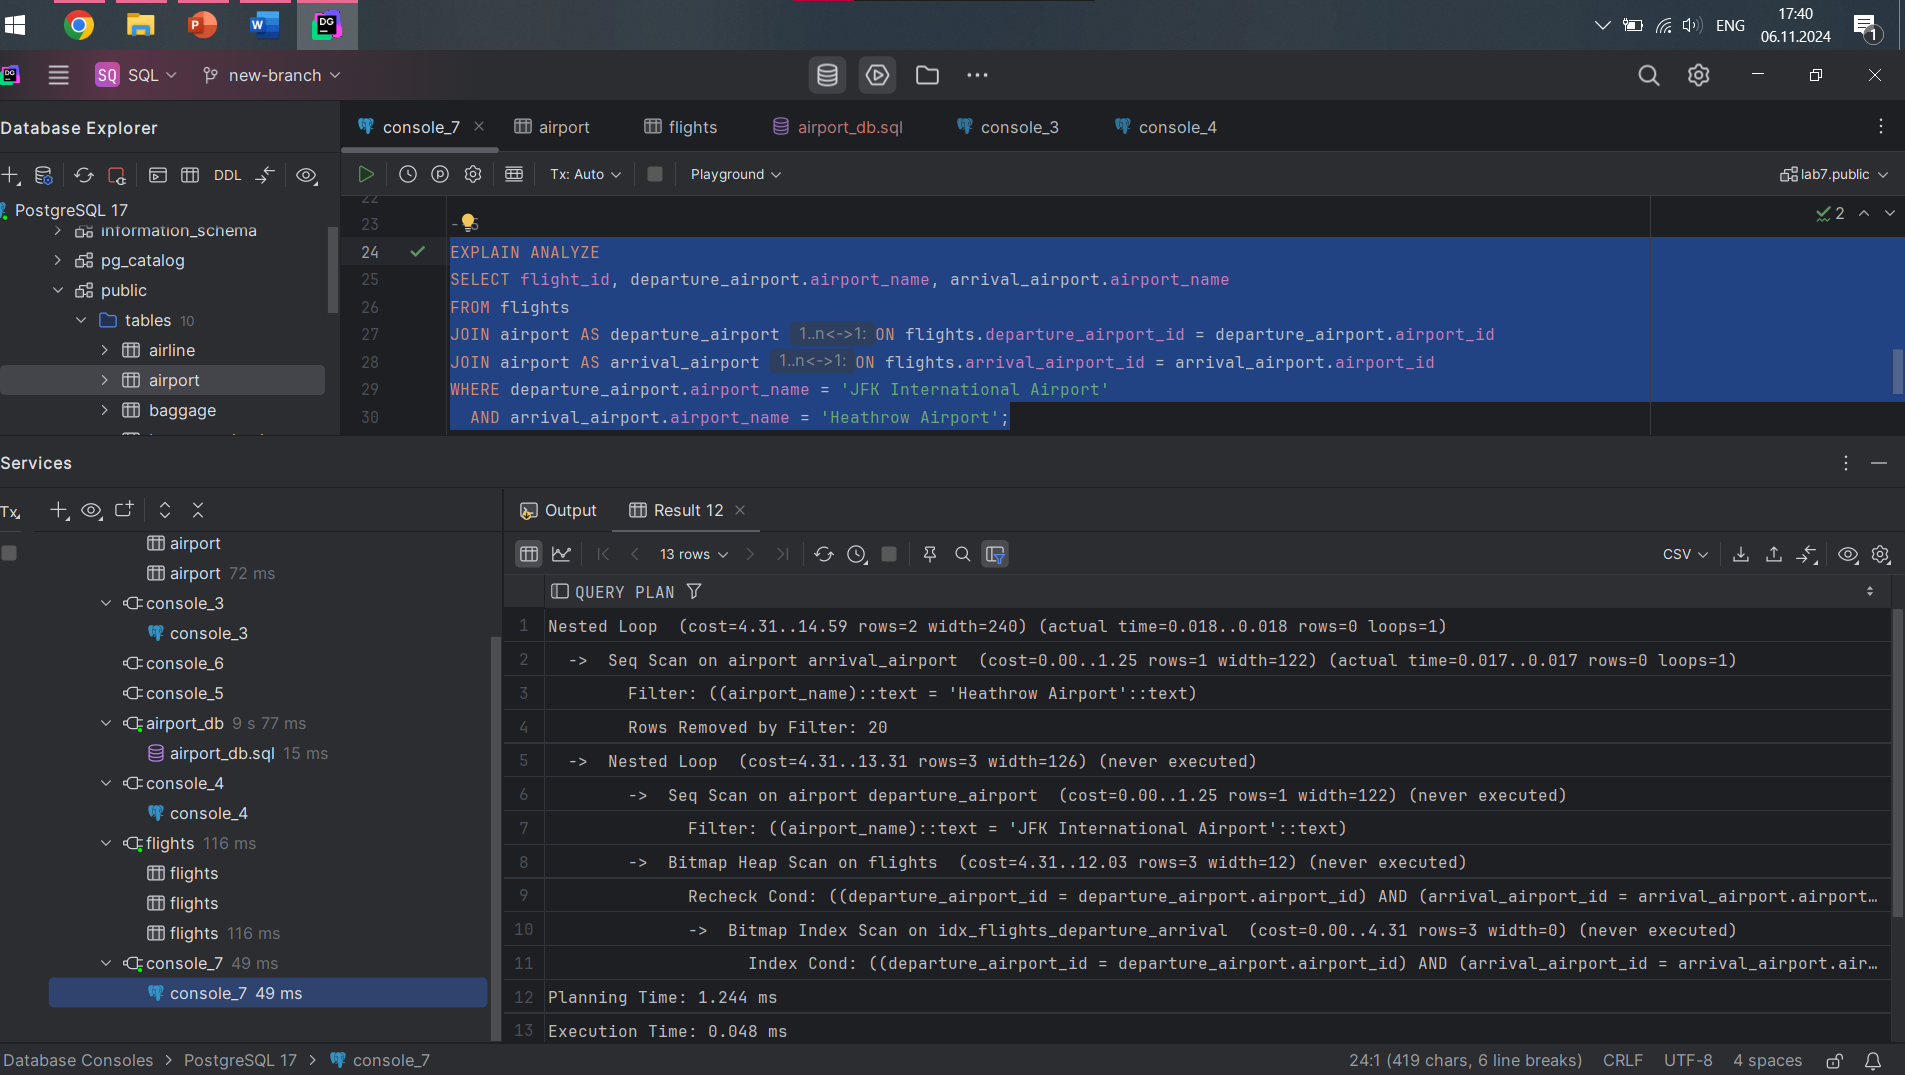 ENG
17:40
06.11.2024
1
SQ SQL
new-branch
Database Explorer
console_7
airport
flights
airport_db.sql
console_3
console_4
DDL
Tx: Auto
Playground
lab7.public
PostgreSQL 17
information_schema
pg_catalog
public
tables 10
airline
airport
baggage
22
23
2
24 EXPLAIN ANALYZE
25 SELECT flight_id, departure_airport.airport_name, arrival_airport.airport_name
26 FROM flights
27 JOIN airport AS departure_airport 1..n<->1: ON flights.departure_airport_id = departure_airport.airport_id
28 JOIN airport AS arrival_airport 1..n<->1: ON flights.arrival_airport_id = arrival_airport.airport_id
29 WHERE departure_airport.airport_name = 'JFK International Airport'
30 AND arrival_airport.airport_name = 'Heathrow Airport';
Services
Tx
airport
airport 72 ms
console_3
console_3
console_6
console_5
airport_db 9 s 77 ms
airport_db.sql 15 ms
console_4
console_4
flights 116 ms
flights
flights
flights 116 ms
console_7 49 ms
console_7 49 ms
Output
Result 12
13 rows
CSV
QUERY PLAN
1 Nested Loop (cost=4.31..14.59 rows=2 width=240) (actual time=0.018..0.018 rows=0 loops=1)
2 -> Seq Scan on airport arrival_airport (cost=0.00..1.25 rows=1 width=122) (actual time=0.017..0.017 rows=0 loops=1)
3 Filter: ((airport_name)::text = 'Heathrow Airport'::text)
4 Rows Removed by Filter: 20
5 -> Nested Loop (cost=4.31..13.31 rows=3 width=126) (never executed)
6 -> Seq Scan on airport departure_airport (cost=0.00..1.25 rows=1 width=122) (never executed)
7 Filter: ((airport_name)::text = 'JFK International Airport'::text)
8 -> Bitmap Heap Scan on flights (cost=4.31..12.03 rows=3 width=12) (never executed)
9 Recheck Cond: ((departure_airport_id = departure_airport.airport_id) AND (arrival_airport_id = arrival_airport.airport…
10 -> Bitmap Index Scan on idx_flights_departure_arrival (cost=0.00..4.31 rows=3 width=0) (never executed)
11 Index Cond: ((departure_airport_id = departure_airport.airport_id) AND (arrival_airport_id = arrival_airport.air…
12 Planning Time: 1.244 ms
13 Execution Time: 0.048 ms
Database Consoles > PostgreSQL 17 > console_7
24:1 (419 chars, 6 line breaks) CRLF UTF-8 4 spaces